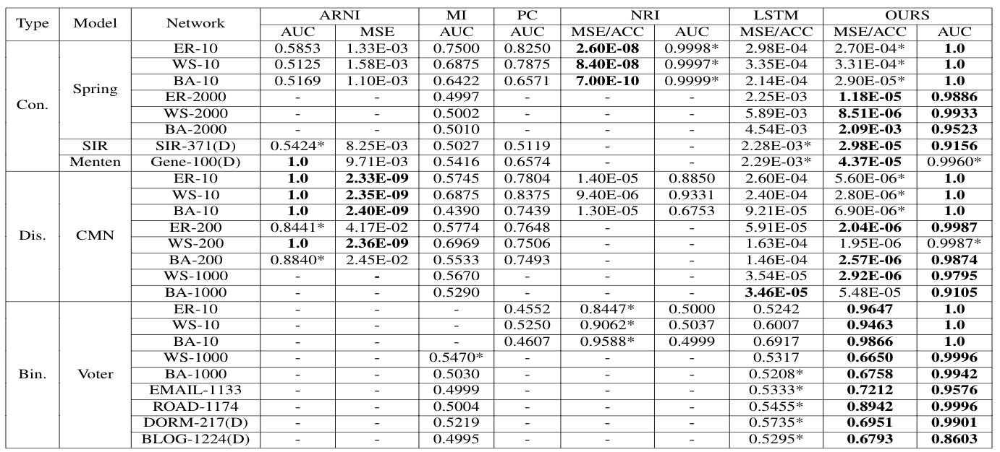 Type Model Network ARNI MI PC NRI LSTM OURS
AUC MSE AUC AUC MSE/ACC AUC MSE/ACC MSE/ACC AUC
Con. Spring ER-10 0.5853 1.33E-03 0.7500 0.8250 2.60E-08 0.9998* 2.98E-04 2.70E-04* 1.0
WS-10 0.5125 1.58E-03 0.6875 0.7875 8.40E-08 0.9997* 3.35E-04 3.31E-04* 1.0
BA-10 0.5169 1.10E-03 0.6422 0.6571 7.00E-10 0.9999* 2.14E-04 2.90E-05* 1.0
ER-2000 - - 0.4997 - - - 2.25E-03 1.18E-05 0.9886
WS-2000 - - 0.5002 - - - 5.89E-03 8.51E-06 0.9933
BA-2000 - - 0.5010 - - - 4.54E-03 2.09E-03 0.9523
SIR SIR-371(D) 0.5424* 8.25E-03 0.5027 0.5119 - - 2.28E-03* 2.98E-05 0.9156
Menten Gene-100(D) 1.0 9.71E-03 0.5416 0.6574 - - 2.29E-03* 4.37E-05 0.9960*
Dis. CMN ER-10 1.0 2.33E-09 0.5745 0.7804 1.40E-05 0.8850 2.60E-04 5.60E-06* 1.0
WS-10 1.0 2.35E-09 0.6875 0.8375 9.40E-06 0.9331 2.40E-04 2.80E-06* 1.0
BA-10 1.0 2.40E-09 0.4390 0.7439 1.30E-05 0.6753 9.21E-05 6.90E-06* 1.0
ER-200 0.8441* 4.17E-02 0.5774 0.7648 - - 5.91E-05 2.04E-06 0.9987
WS-200 1.0 2.36E-09 0.6969 0.7506 - - 1.63E-04 1.95E-06 0.9987*
BA-200 0.8840* 2.45E-02 0.5533 0.7493 - - 1.46E-04 2.57E-06 0.9874
WS-1000 - - 0.5670 - - - 3.54E-05 2.92E-06 0.9795
BA-1000 - - 0.5290 - - - 3.46E-05 5.48E-05 0.9105
Bin. Voter ER-10 - - - 0.4552 0.8447* 0.5000 0.5242 0.9647 1.0
WS-10 - - - 0.5250 0.9062* 0.5037 0.6007 0.9463 1.0
BA-10 - - - 0.4607 0.9588* 0.4999 0.6917 0.9866 1.0
WS-1000 - - 0.5470* - - - 0.5317 0.6650 0.9996
BA-1000 - - 0.5030 - - - 0.5208* 0.6758 0.9942
EMAIL-1133 - - 0.4999 - - - 0.5333* 0.7212 0.9576
ROAD-1174 - - 0.5004 - - - 0.5455* 0.8942 0.9996
DORM-217(D) - - 0.5219 - - - 0.5735* 0.6951 0.9901
BLOG-1224(D) - - 0.4995 - - - 0.5295* 0.6793 0.8603